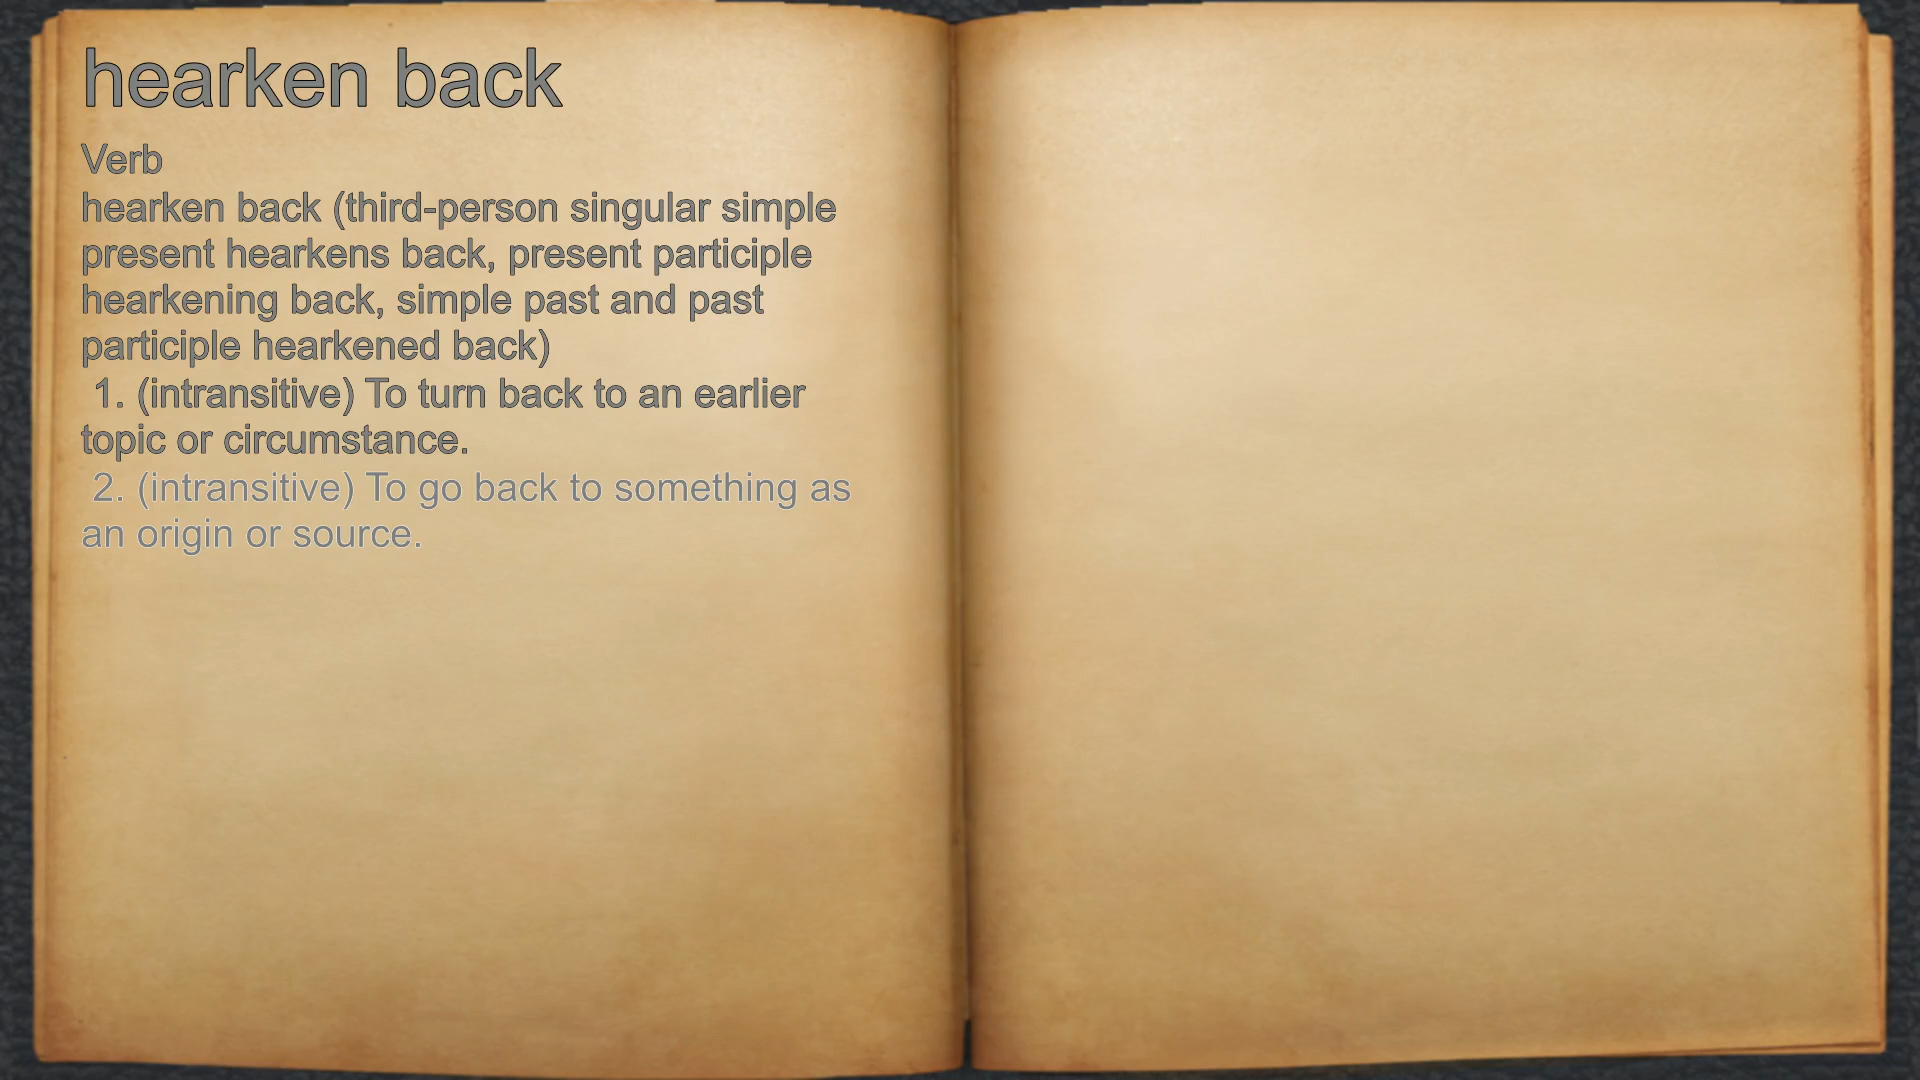 hearken back
Verb
hearken back (third-person singular simple
present hearkens back, present participle
hearkening back, simple past and past
participle hearkened back)
1. (intransitive) To turn back to an earlier
topic or circumstance.
2. (intransitive) To go back to something as
an origin or source.